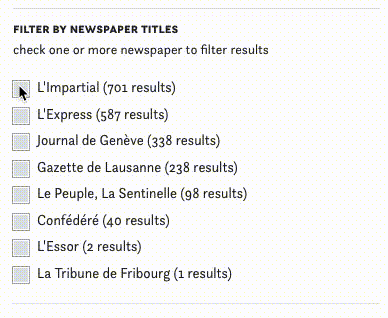 FILTER BY NEWSPAPER TITLES
check one or more newspaper to filter results
L'Impartial (701 results)
L'Express (587 results)
Journal de Genève (338 results)
Gazette de Lausanne (238 results)
Le Peuple, La Sentinelle (98 results)
Confédéré (40 results)
L'Essor (2 results)
La Tribune de Fribourg (1 results)